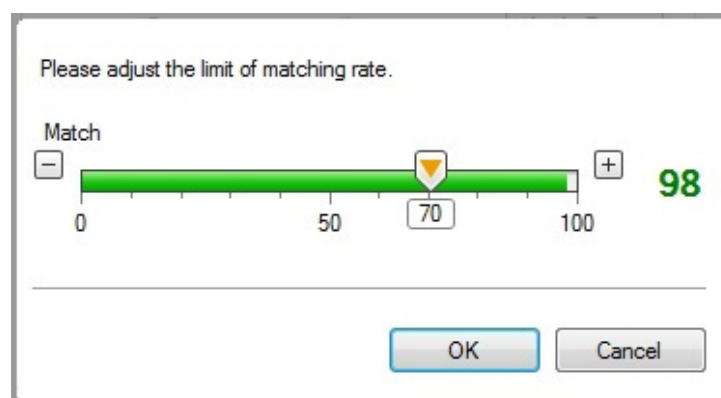 Please adjust the limit of matching rate.
Match
− +
98
0 50 70 100
OK Cancel